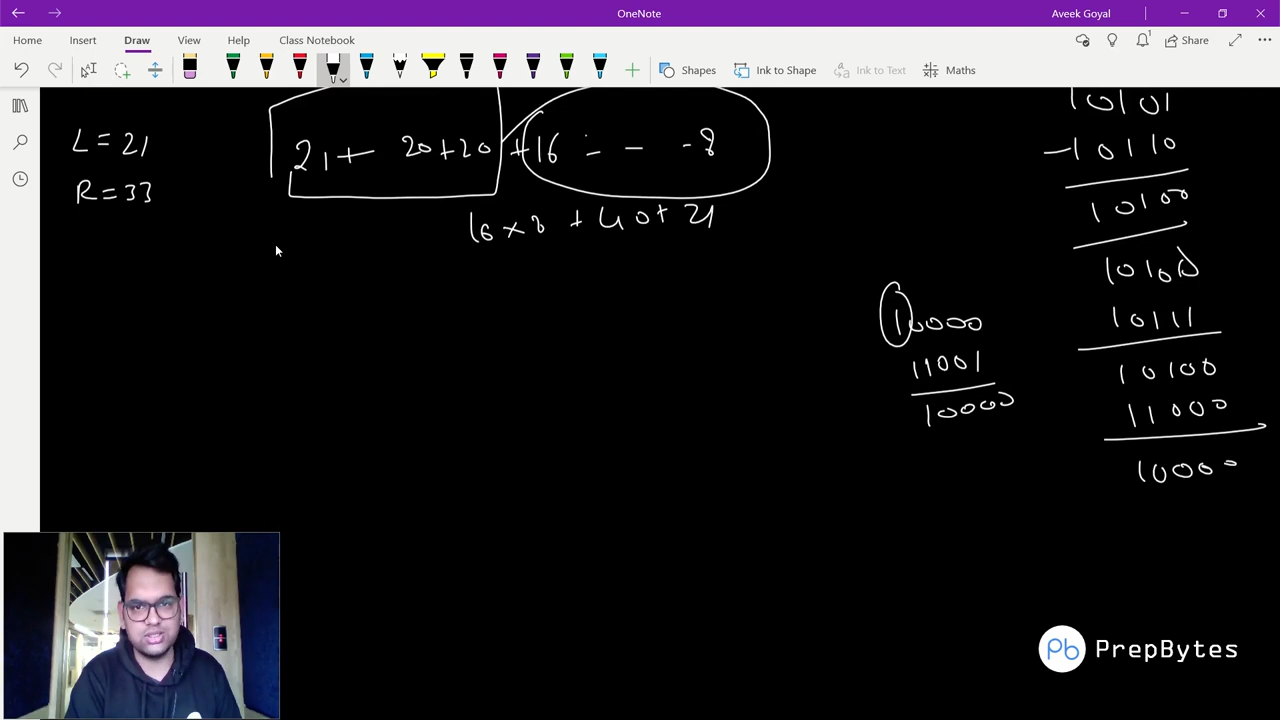 OneNote
Aveek Goyal
Home Insert Draw View Help Class Notebook
Share
Shapes Ink to Shape Ink to Text Maths
L = 21
R = 33
21 + 20+20 +16 - - - 8
16 x 8 + 40 + 21
10000
11001
10000
10101
10110
10100
10100
10111
10100
11000
10000
Pb PrepBytes